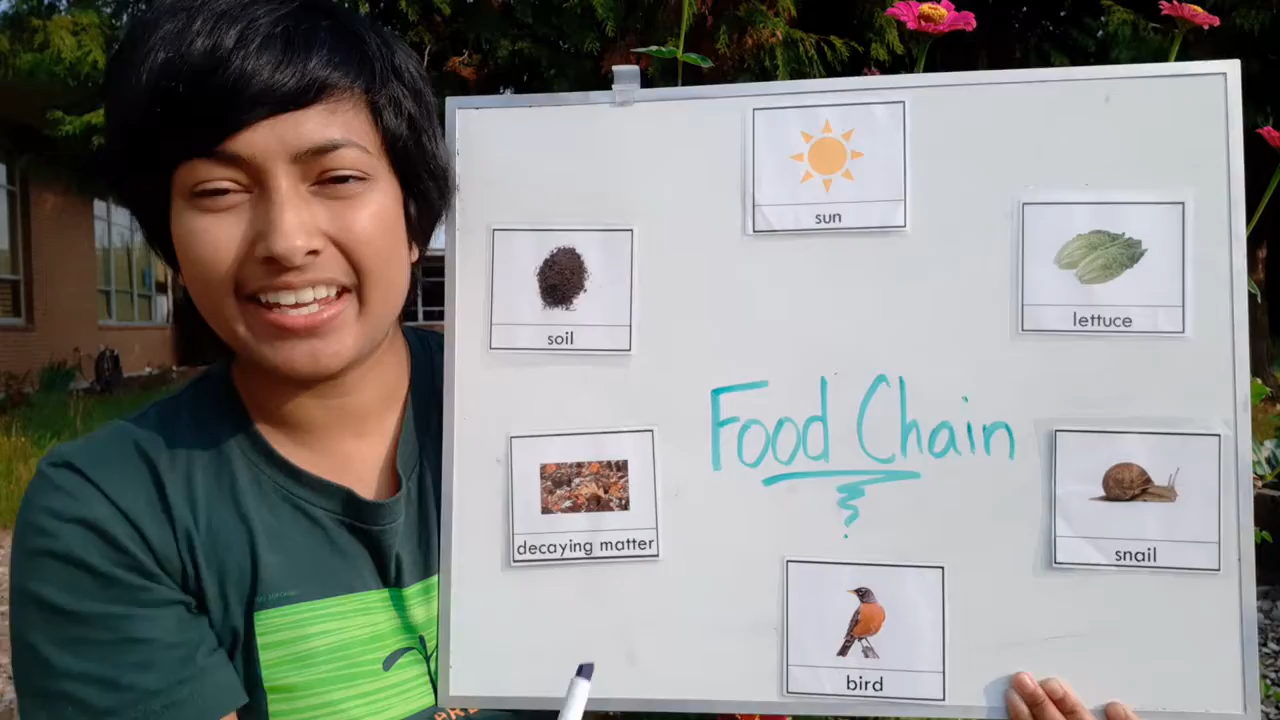 sun
lettuce
soil
Food Chain
decaying matter
snail
bird